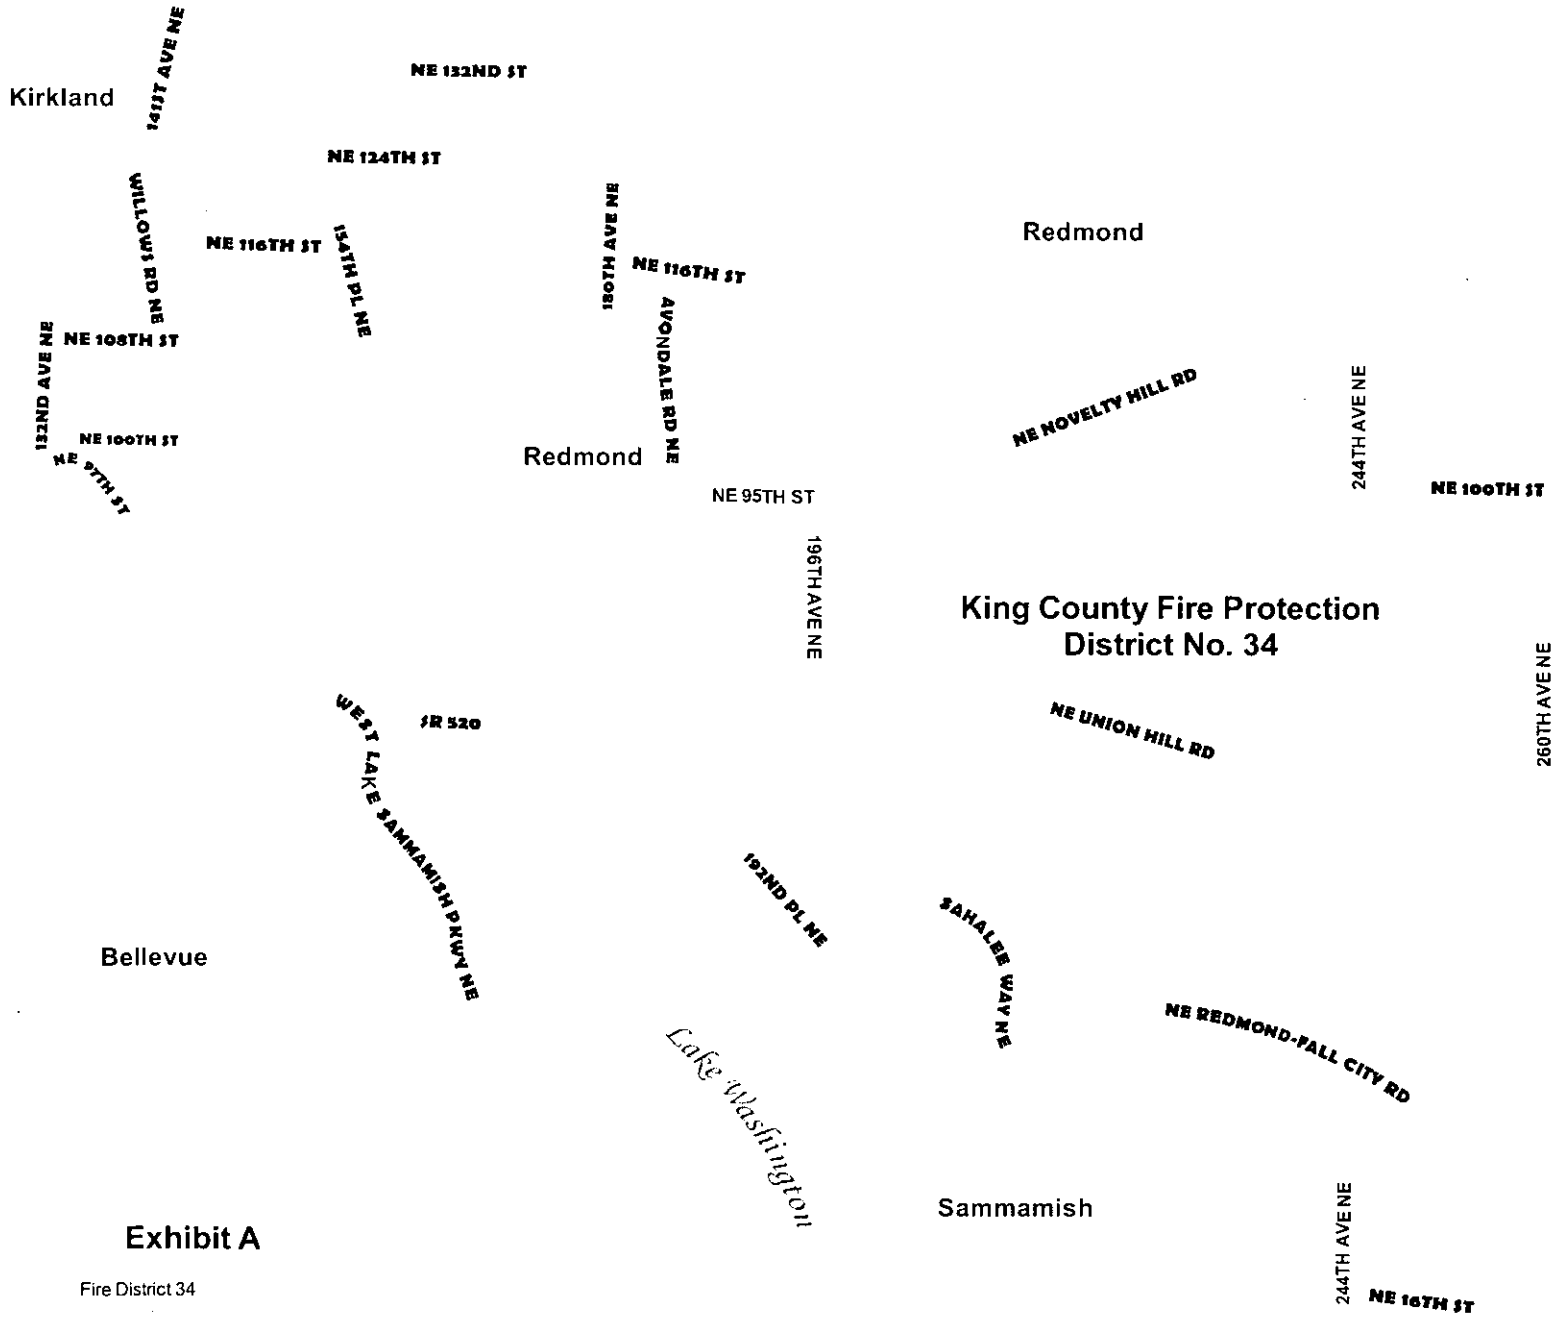 141ST AVE NE
NE 132ND ST
Kirkland
NE 124TH ST
WILLOWS RD NE
180TH AVE NE
NE 116TH ST
154TH PL NE
Redmond
NE 116TH ST
AVONDALE RD NE
132ND AVE NE
NE 108TH ST
NE NOVELTY HILL RD
244TH AVE NE
NE 100TH ST
NE 97TH ST
Redmond
NE 95TH ST
NE 100TH ST
196TH AVE NE
King County Fire Protection
District No. 34
260TH AVE NE
WEST LAKE SAMMAMISH PKWY NE
SR 520
NE UNION HILL RD
192ND PL NE
SAHALEE WAY NE
Bellevue
NE REDMOND-FALL CITY RD
Lake Washington
Sammamish
244TH AVE NE
Exhibit A
Fire District 34
NE 16TH ST